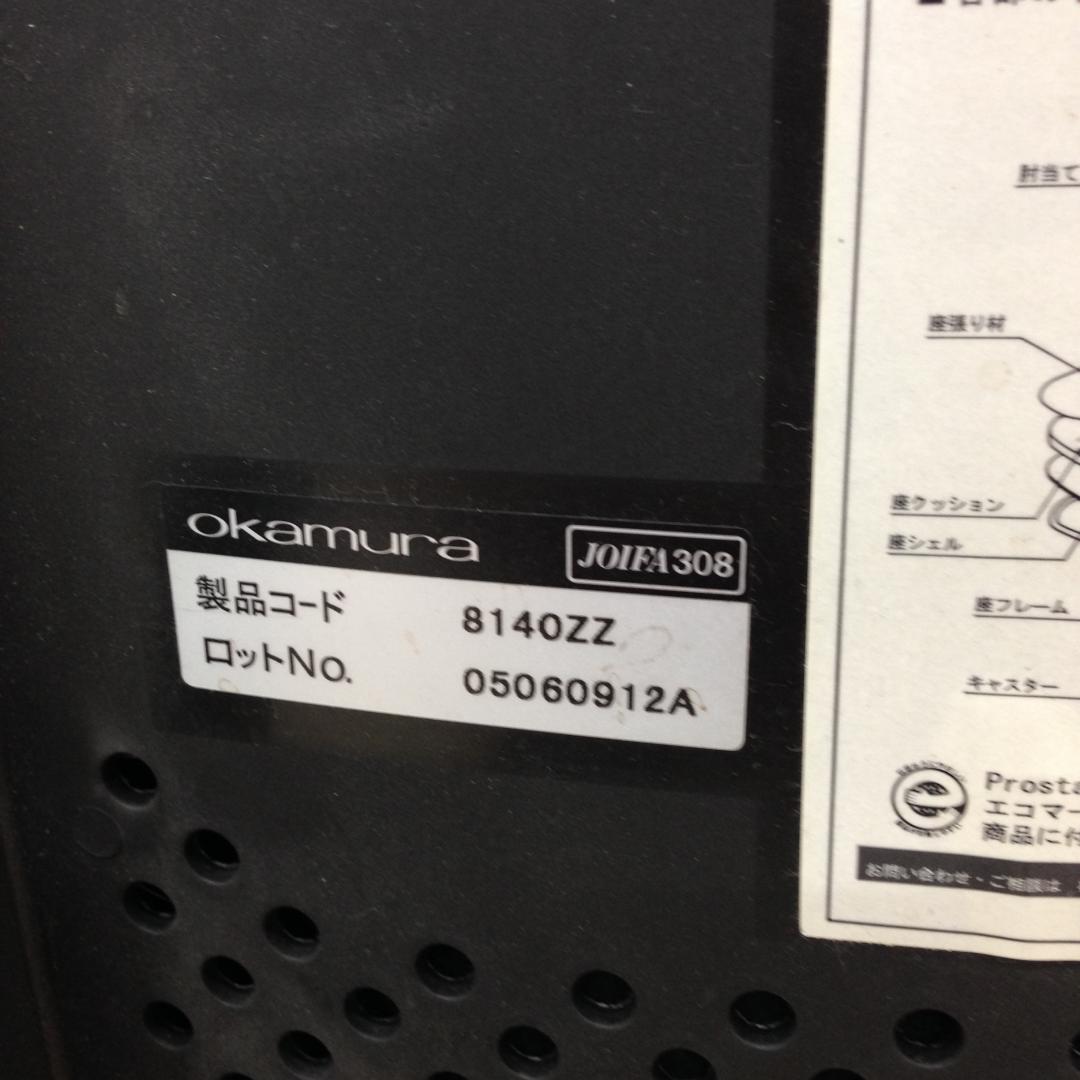 okamura
JOIFA308
製品コード 8140ZZ
ロットNo. 05060912A
肘当て
座張り材
座クッション
座シェル
座フレーム
キャスター
エコマー
商品に付
お問い合わせ・ご相談は